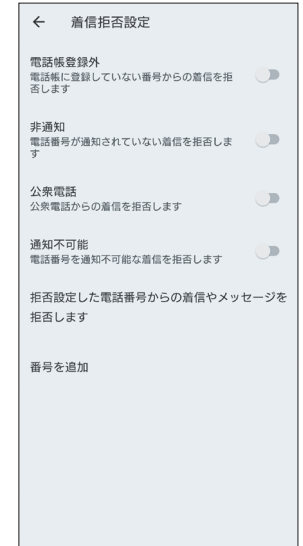 着信拒否設定
電話帳登録外
電話帳に登録していない番号からの着信を拒
否します
非通知
電話番号が通知されていない着信を拒否しま
す
公衆電話
公衆電話からの着信を拒否します
通知不可能
電話番号を通知不可能な着信を拒否します
拒否設定した電話番号からの着信やメッセージを
拒否します
番号を追加